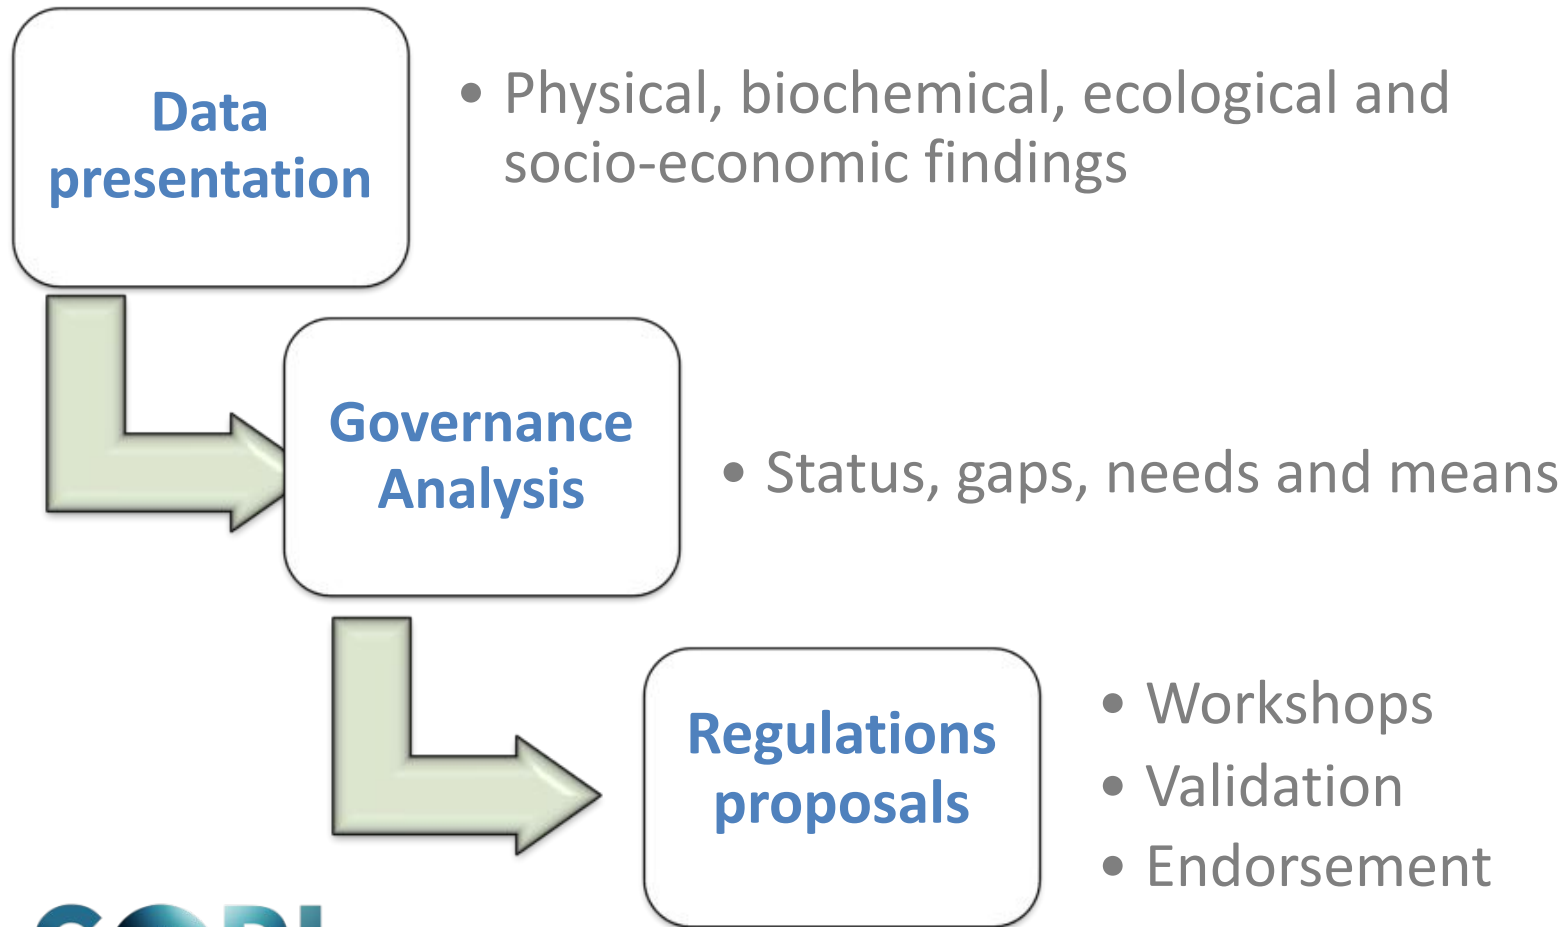 Data
presentation
• Physical, biochemical, ecological and
socio-economic findings
Governance
Analysis
• Status, gaps, needs and means
Regulations
proposals
• Workshops
• Validation
• Endorsement